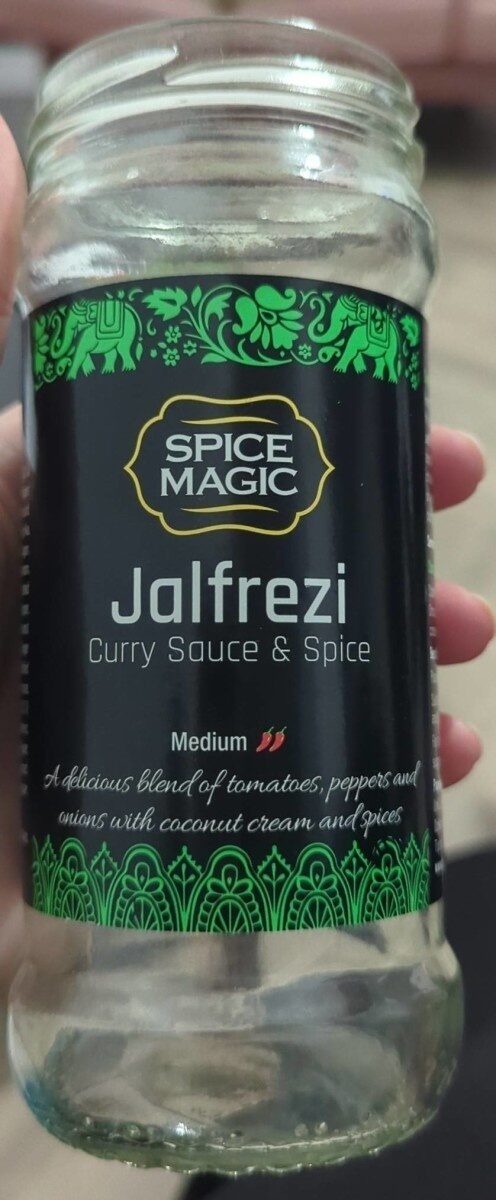 SPICE
MAGIC
Jalfrezi
Curry Sauce & Spice
Medium
A delicious blend of tomatoes, peppers and
onions with coconut cream and spices